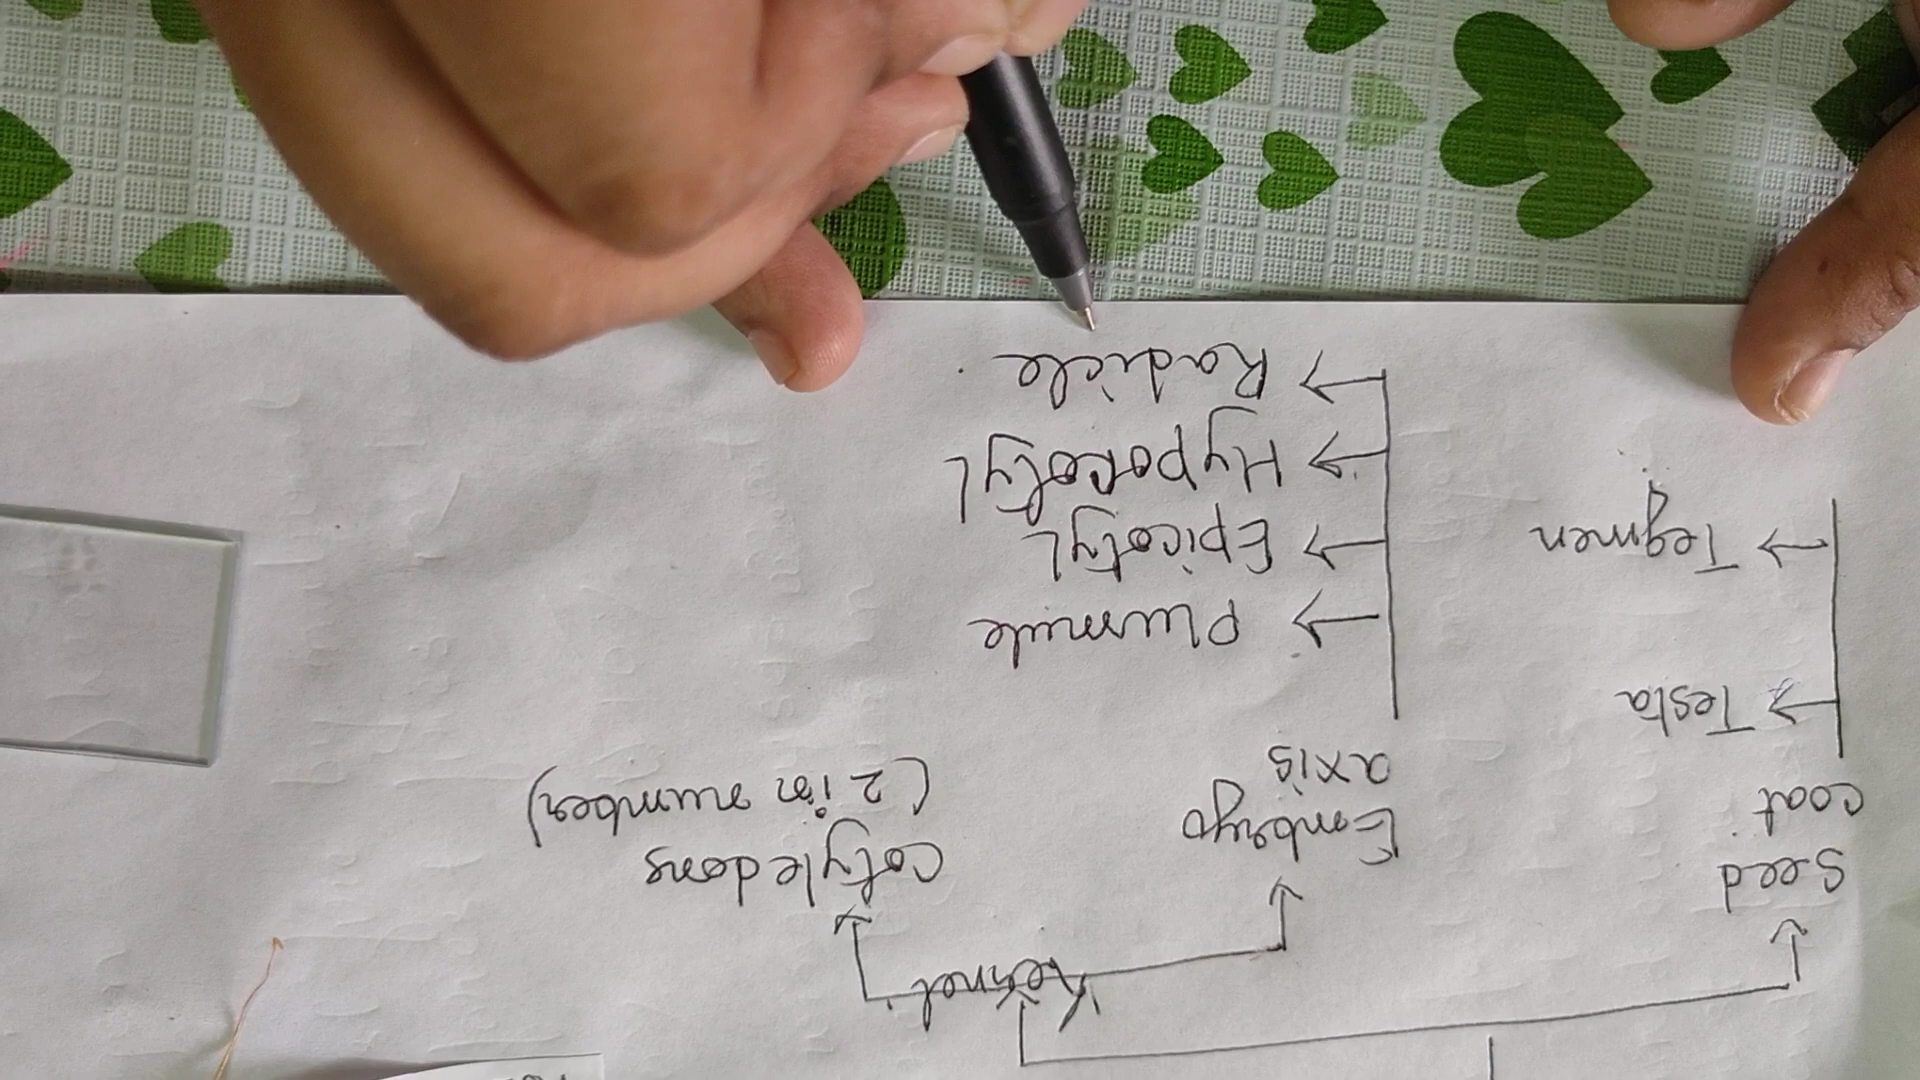 Seed
coat
→ Testa
→ Tegmen
Kernel
Embryo
axis
→ Plumule
→ Epicotyl
→ Hypocotyl
→ Radicle
Cotyledons
(2 in number)